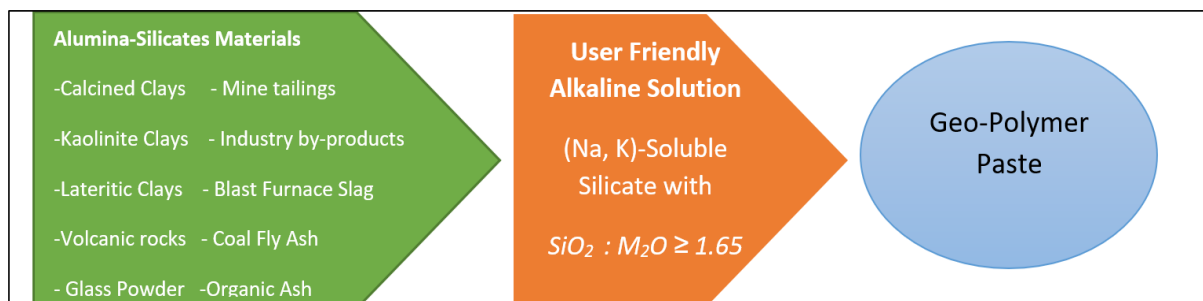 Alumina-Silicates Materials
-Calcined Clays - Mine tailings
-Kaolinite Clays - Industry by-products
-Lateritic Clays - Blast Furnace Slag
-Volcanic rocks - Coal Fly Ash
- Glass Powder -Organic Ash
User Friendly
Alkaline Solution
(Na, K)-Soluble
Silicate with
SiO₂ : M₂O ≥ 1.65
Geo-Polymer
Paste